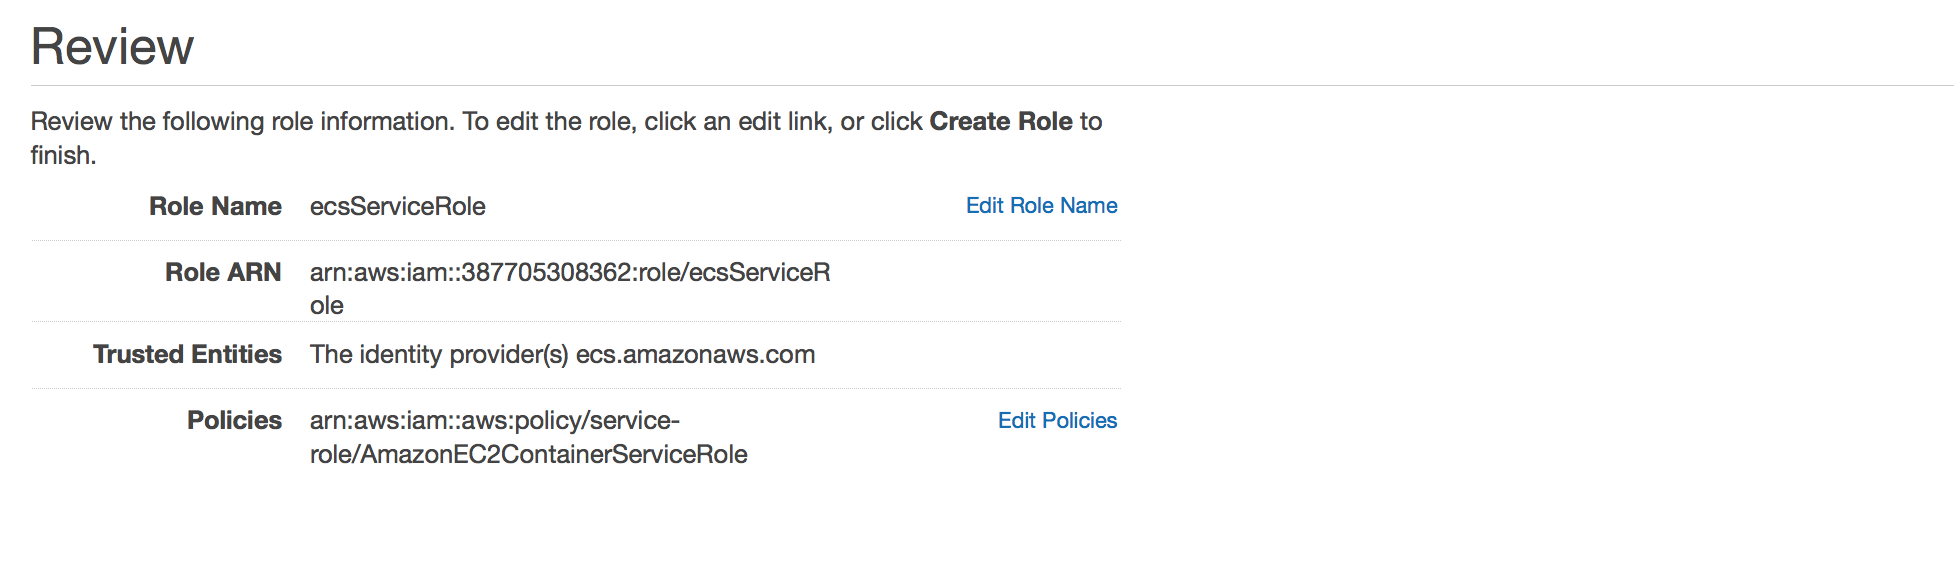 Review
Review the following role information. To edit the role, click an edit link, or click Create Role to
finish.
Role Name ecsServiceRole Edit Role Name
Role ARN arn:aws:iam::387705308362:role/ecsServiceR
ole
Trusted Entities The identity provider(s) ecs.amazonaws.com
Policies arn:aws:iam::aws:policy/service- Edit Policies
role/AmazonEC2ContainerServiceRole